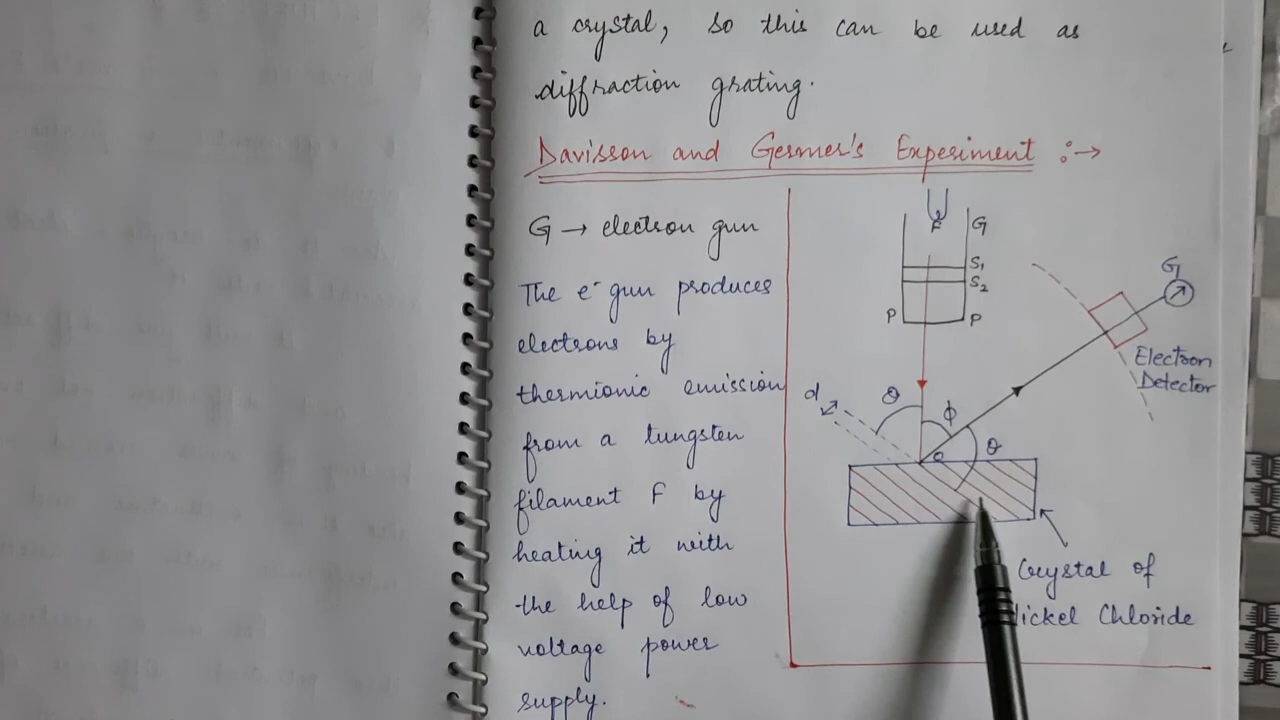 a crystal, so this can be used as
diffraction grating.
Davisson and Germer's Experiment :→
G → electron gun
The e⁻ gun produces
electrons by
thermionic emission
from a tungsten
filament F by
heating it with
the help of low
voltage power
supply.
F
G
S₁
S₂
P
P
G
Electron
Detector
d
θ
ϕ
θ
Crystal of
Nickel Chloride